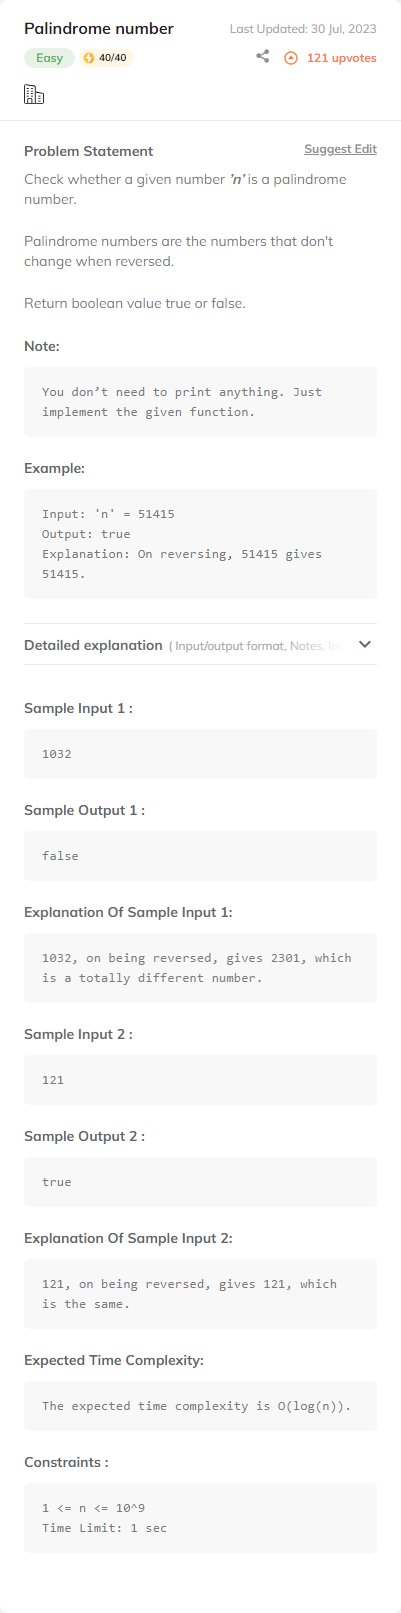 Palindrome number
Last Updated: 30 Jul, 2023
Easy
40/40
121 upvotes
Problem Statement
Suggest Edit
Check whether a given number 'n' is a palindrome
number.
Palindrome numbers are the numbers that don't
change when reversed.
Return boolean value true or false.
Note:
You don’t need to print anything. Just
implement the given function.
Example:
Input: 'n' = 51415
Output: true
Explanation: On reversing, 51415 gives
51415.
Detailed explanation ( Input/output format, Notes,
Sample Input 1 :
1032
Sample Output 1 :
false
Explanation Of Sample Input 1:
1032, on being reversed, gives 2301, which
is a totally different number.
Sample Input 2 :
121
Sample Output 2 :
true
Explanation Of Sample Input 2:
121, on being reversed, gives 121, which
is the same.
Expected Time Complexity:
The expected time complexity is O(log(n)).
Constraints :
1 <= n <= 10^9
Time Limit: 1 sec